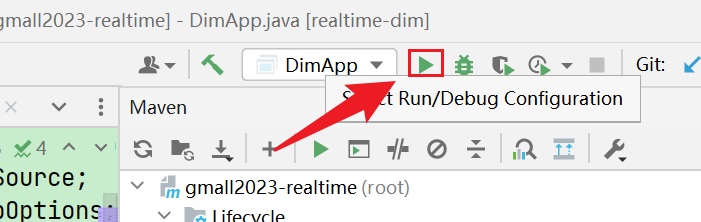 gmall2023-realtime] - DimApp.java [realtime-dim]
DimApp
Git:
Run/Debug Configuration
Maven
4
Source;
Options;
gmall2023-realtime (root)
Lifecycle